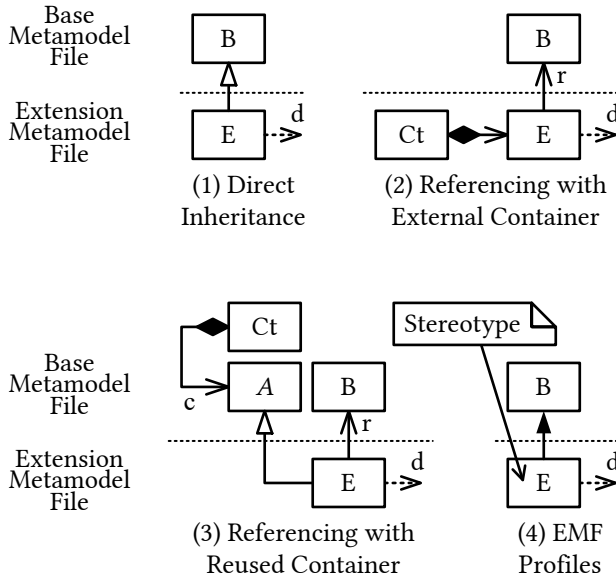 Base
Metamodel
File
B
B
r
Extension
Metamodel
File
E
d
Ct
E
d
(1) Direct
Inheritance
(2) Referencing with
External Container
Ct
Stereotype
Base
Metamodel
File
A
B
B
c
r
Extension
Metamodel
File
E
d
E
d
(3) Referencing with
Reused Container
(4) EMF
Profiles